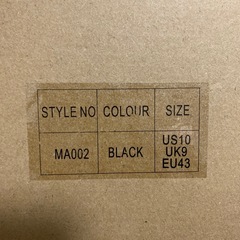 STYLE NO COLOUR SIZE
MA002 BLACK US10
UK9
EU43